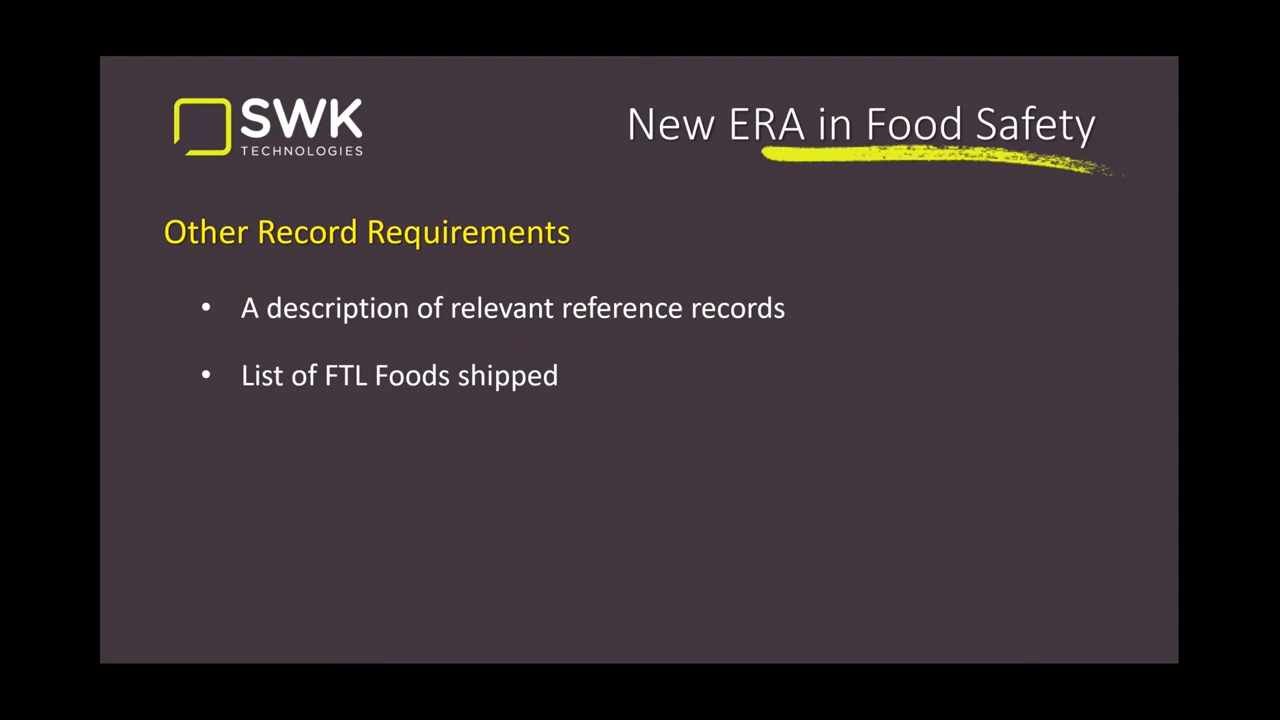 SWK
TECHNOLOGIES
New ERA in Food Safety
Other Record Requirements
• A description of relevant reference records
• List of FTL Foods shipped